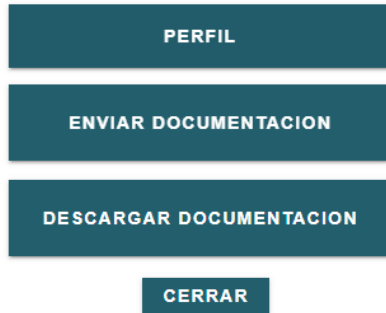 PERFIL
ENVIAR DOCUMENTACION
DESCARGAR DOCUMENTACION
CERRAR